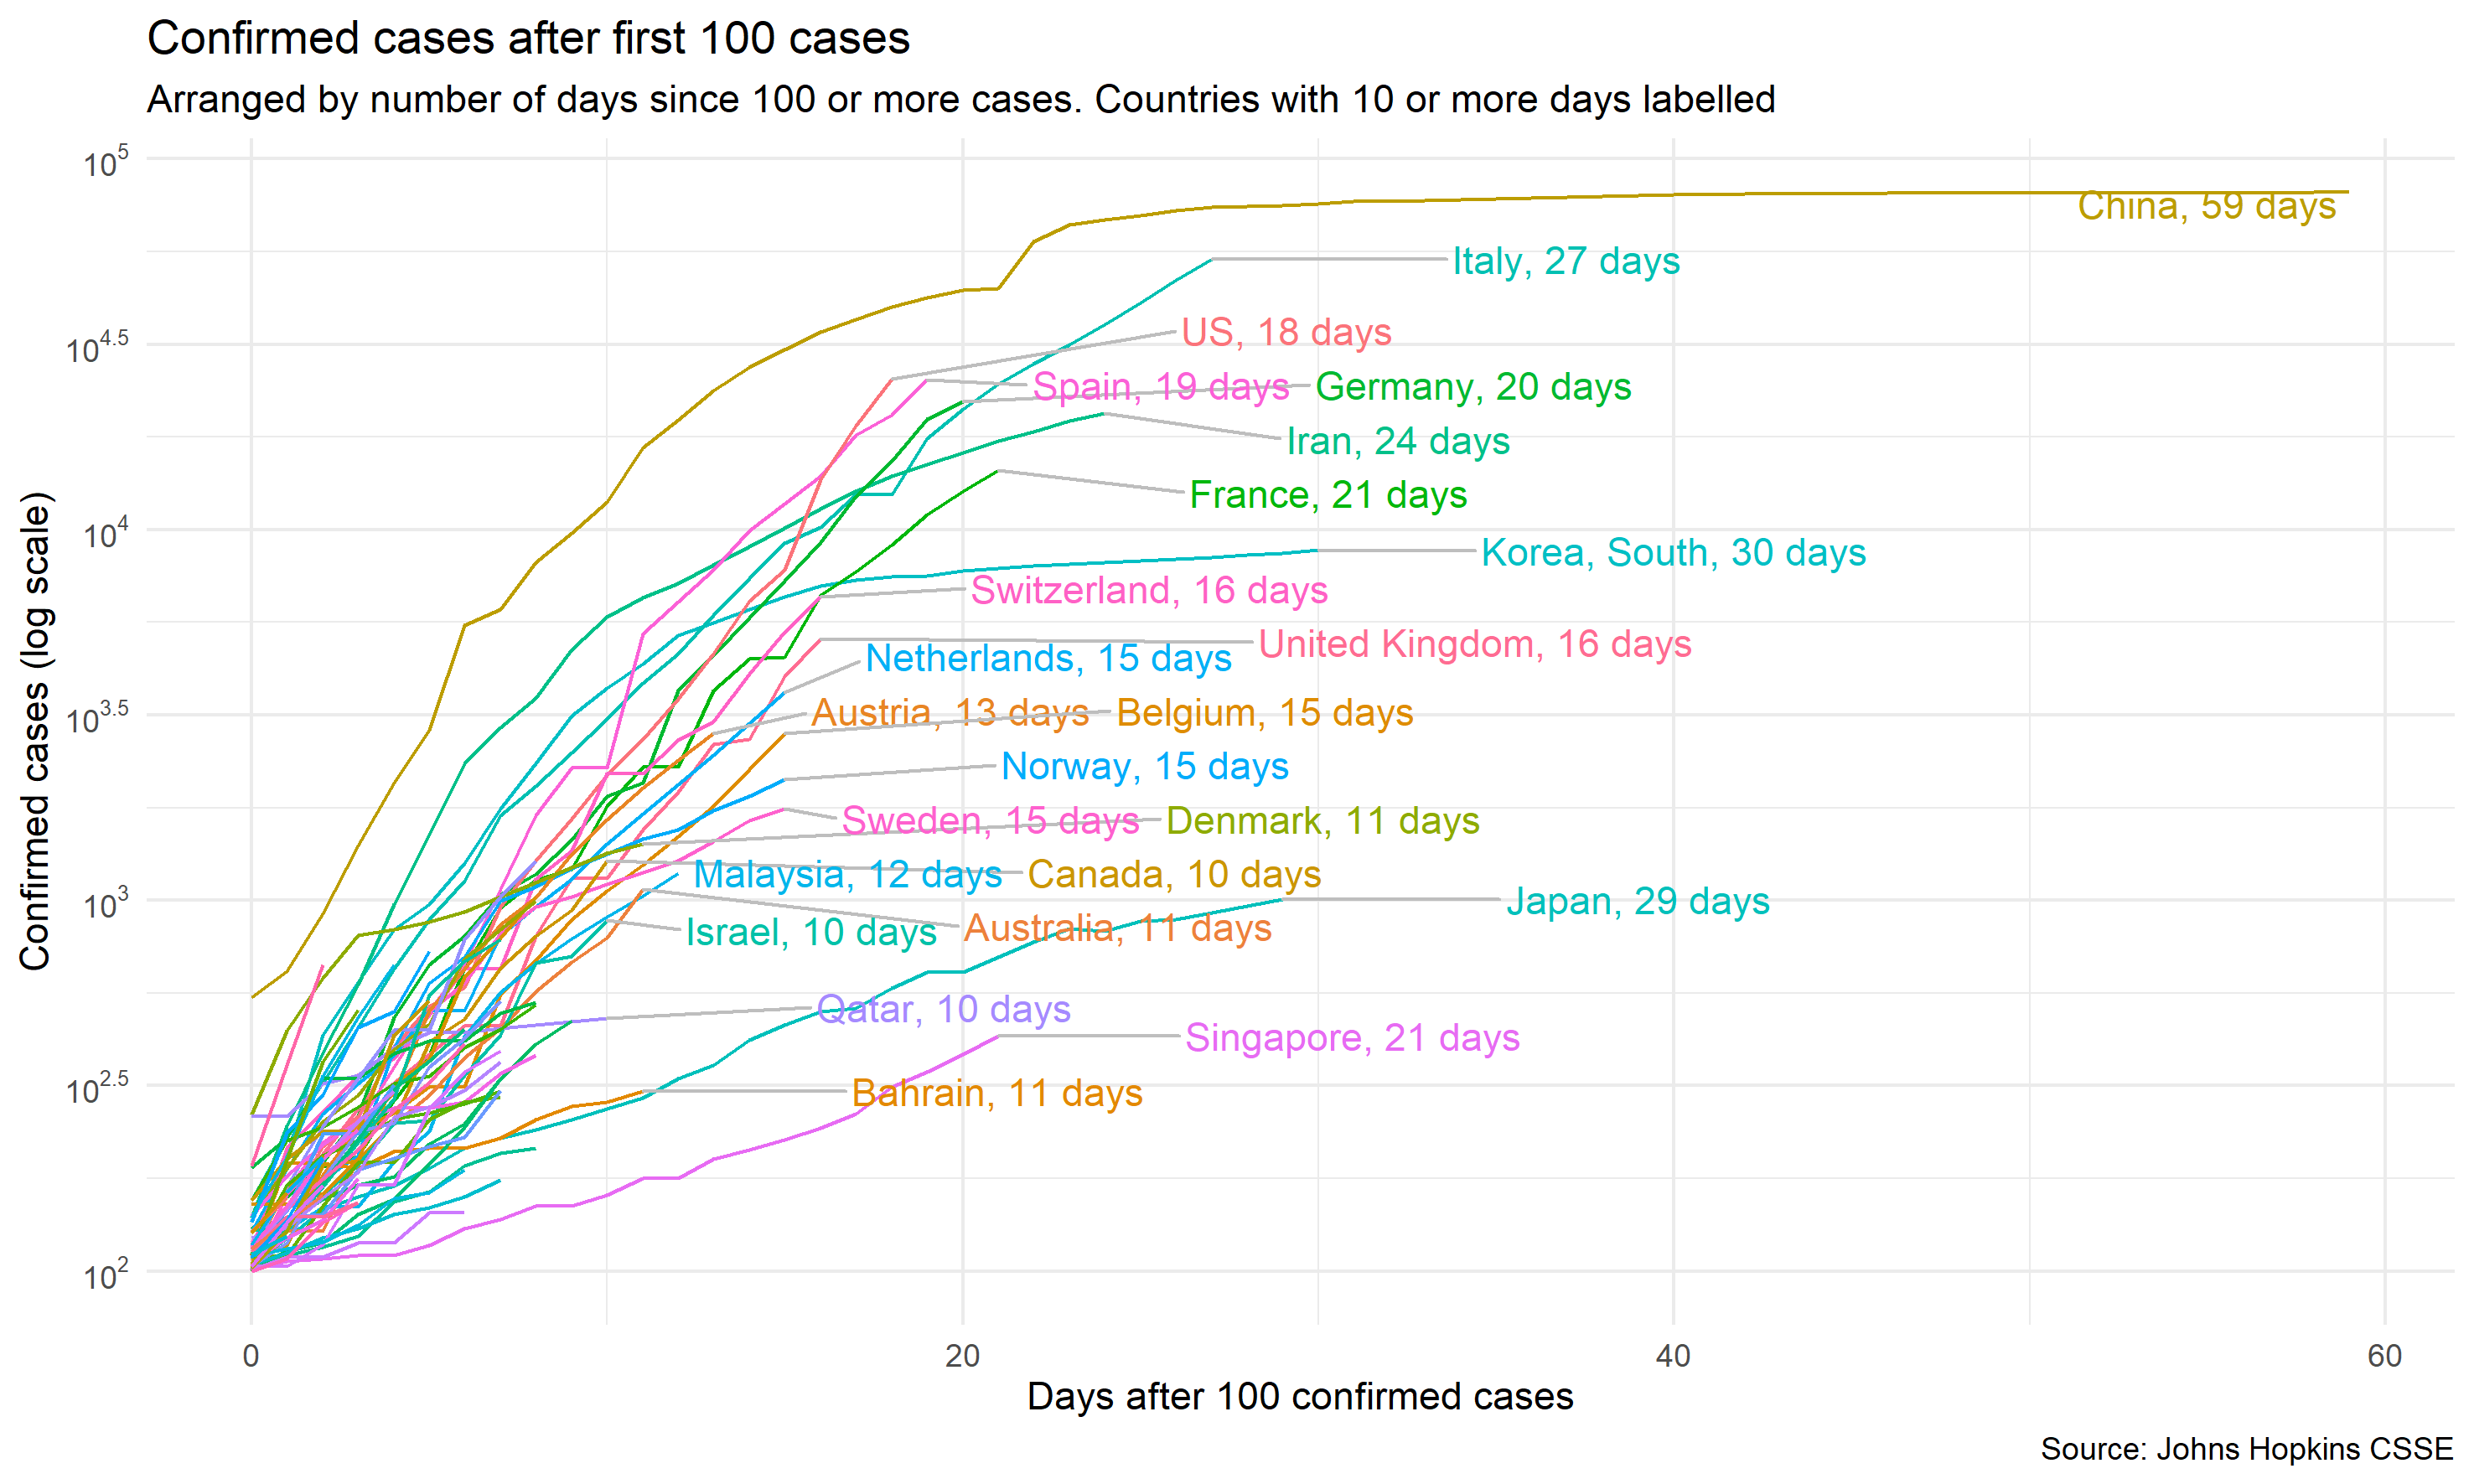 Confirmed cases after first 100 cases
Arranged by number of days since 100 or more cases. Countries with 10 or more days labelled
10^5
China, 59 days
Italy, 27 days
10^4.5
US, 18 days
Spain, 19 days
Germany, 20 days
Iran, 24 days
France, 21 days
10^4
Korea, South, 30 days
Switzerland, 16 days
United Kingdom, 16 days
Netherlands, 15 days
10^3.5
Austria, 13 days
Belgium, 15 days
Norway, 15 days
Sweden, 15 days
Denmark, 11 days
Malaysia, 12 days
Canada, 10 days
10^3
Japan, 29 days
Israel, 10 days
Australia, 11 days
Qatar, 10 days
Singapore, 21 days
10^2.5
Bahrain, 11 days
10^2
Confirmed cases (log scale)
0 20 40 60
Days after 100 confirmed cases
Source: Johns Hopkins CSSE